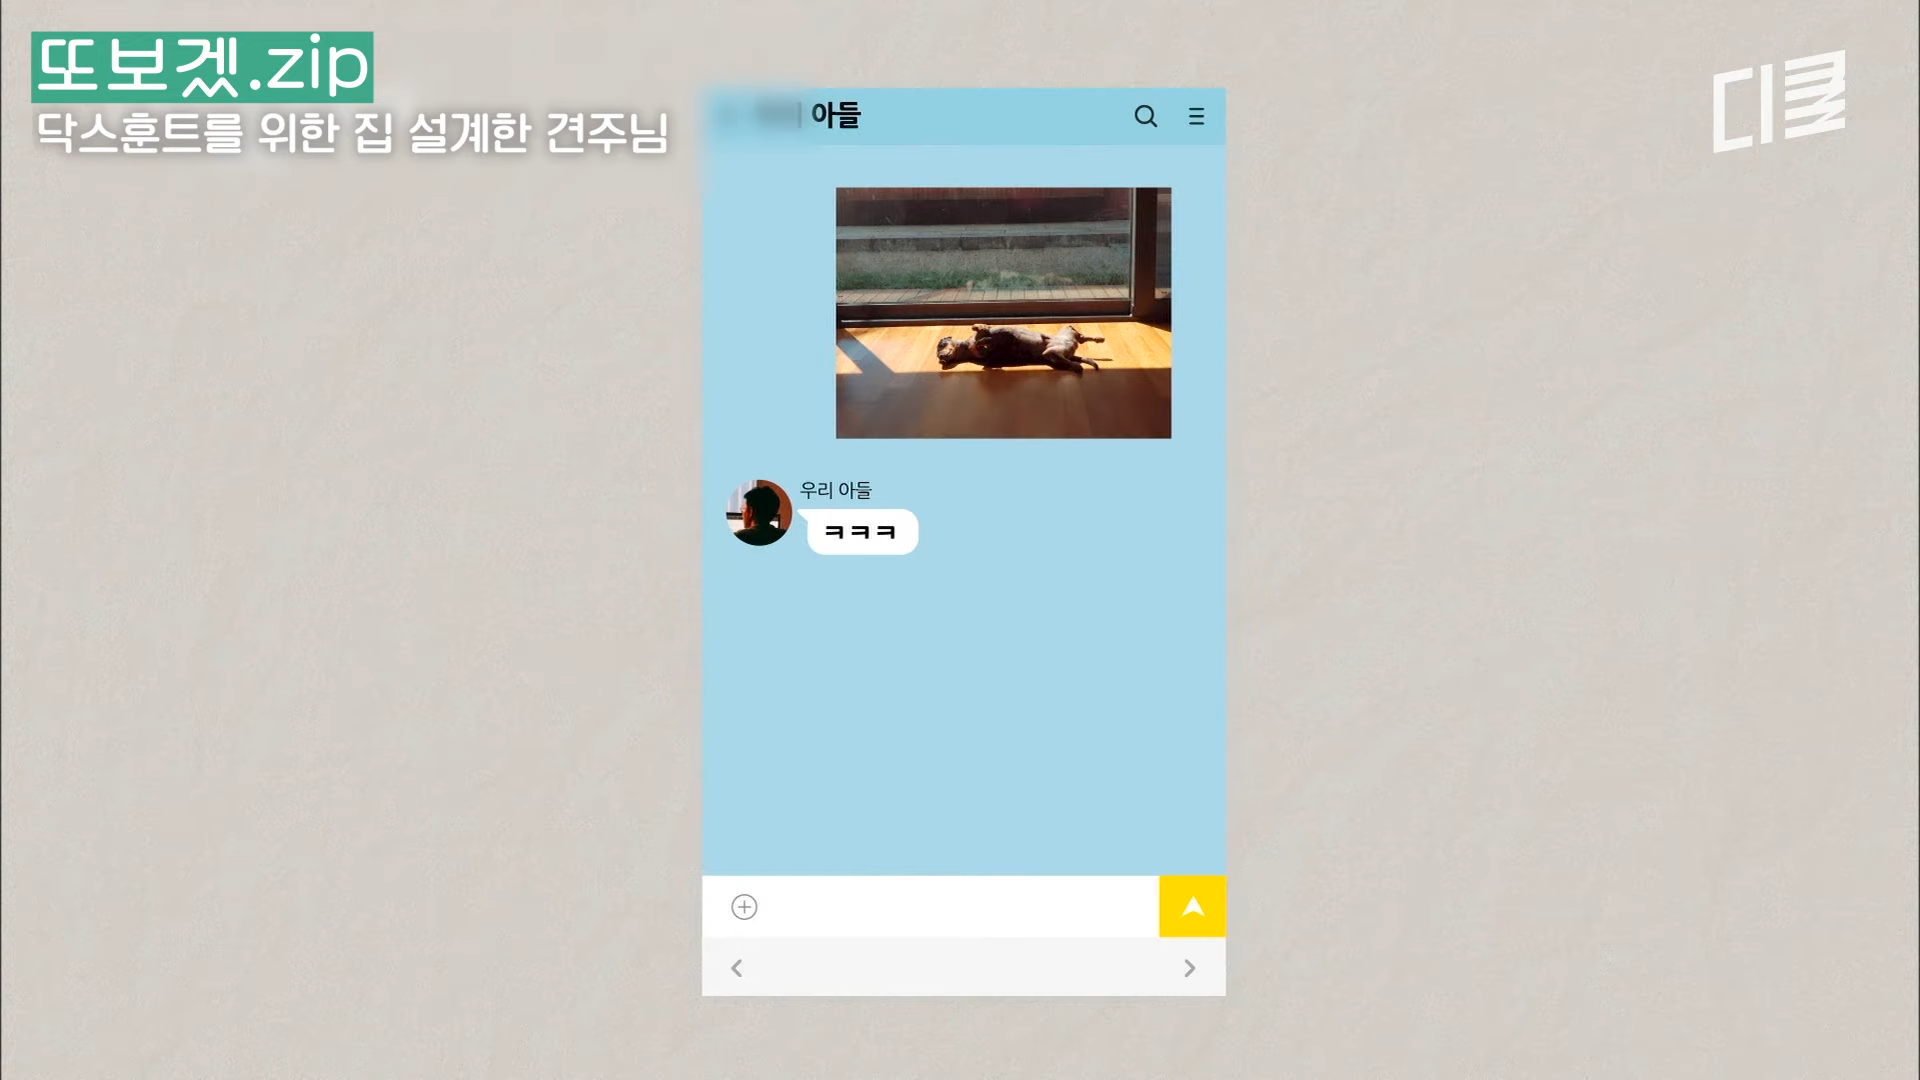 또보겠.zip
닥스훈트를 위한 집 설계한 견주님
디클
아들
우리 아들
ㅋㅋㅋ